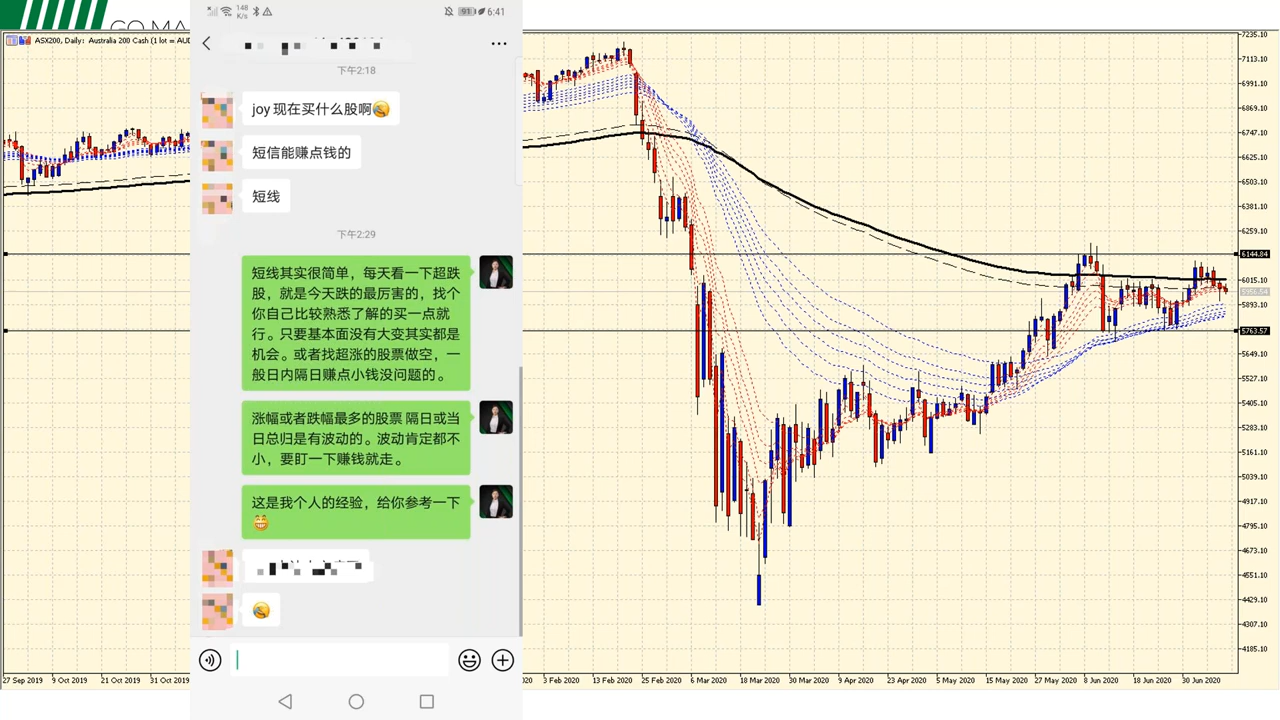 GO MA
ASX200, Daily: Australia 200 Cash (1 lot = AUD
148
K/s
91
6:41
下午2:18
joy 现在买什么股啊
短信能赚点钱的
短线
下午2:29
短线其实很简单，每天看一下超跌
股，就是今天跌的最厉害的，找个
你自己比较熟悉了解的买一点就
行。只要基本面没有大变其实都是
机会。或者找超涨的股票做空，一
般日内隔日赚点小钱没问题的。
涨幅或者跌幅最多的股票 隔日或当
日总归是有波动的。波动肯定都不
小，要盯一下赚钱就走。
这是我个人的经验，给你参考一下
7235.10
7113.10
6991.10
6869.10
6747.10
6625.10
6503.10
6381.10
6259.10
6144.84
6015.10
5893.10
5763.57
5649.10
5527.10
5405.10
5283.10
5161.10
5039.10
4917.10
4795.10
4673.10
4551.10
4429.10
4307.10
4185.10
27 Sep 2019
9 Oct 2019
21 Oct 2019
31 Oct 2019
3 Feb 2020
13 Feb 2020
25 Feb 2020
6 Mar 2020
18 Mar 2020
30 Mar 2020
9 Apr 2020
23 Apr 2020
5 May 2020
15 May 2020
27 May 2020
8 Jun 2020
18 Jun 2020
30 Jun 2020